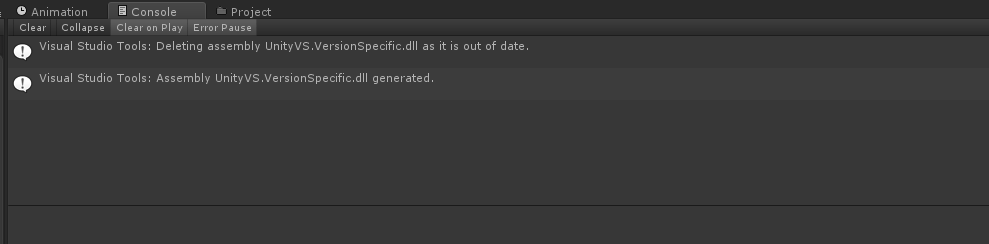 Animation Console Project
Clear Collapse Clear on Play Error Pause
Visual Studio Tools: Deleting assembly UnityVS.VersionSpecific.dll as it is out of date.
Visual Studio Tools: Assembly UnityVS.VersionSpecific.dll generated.